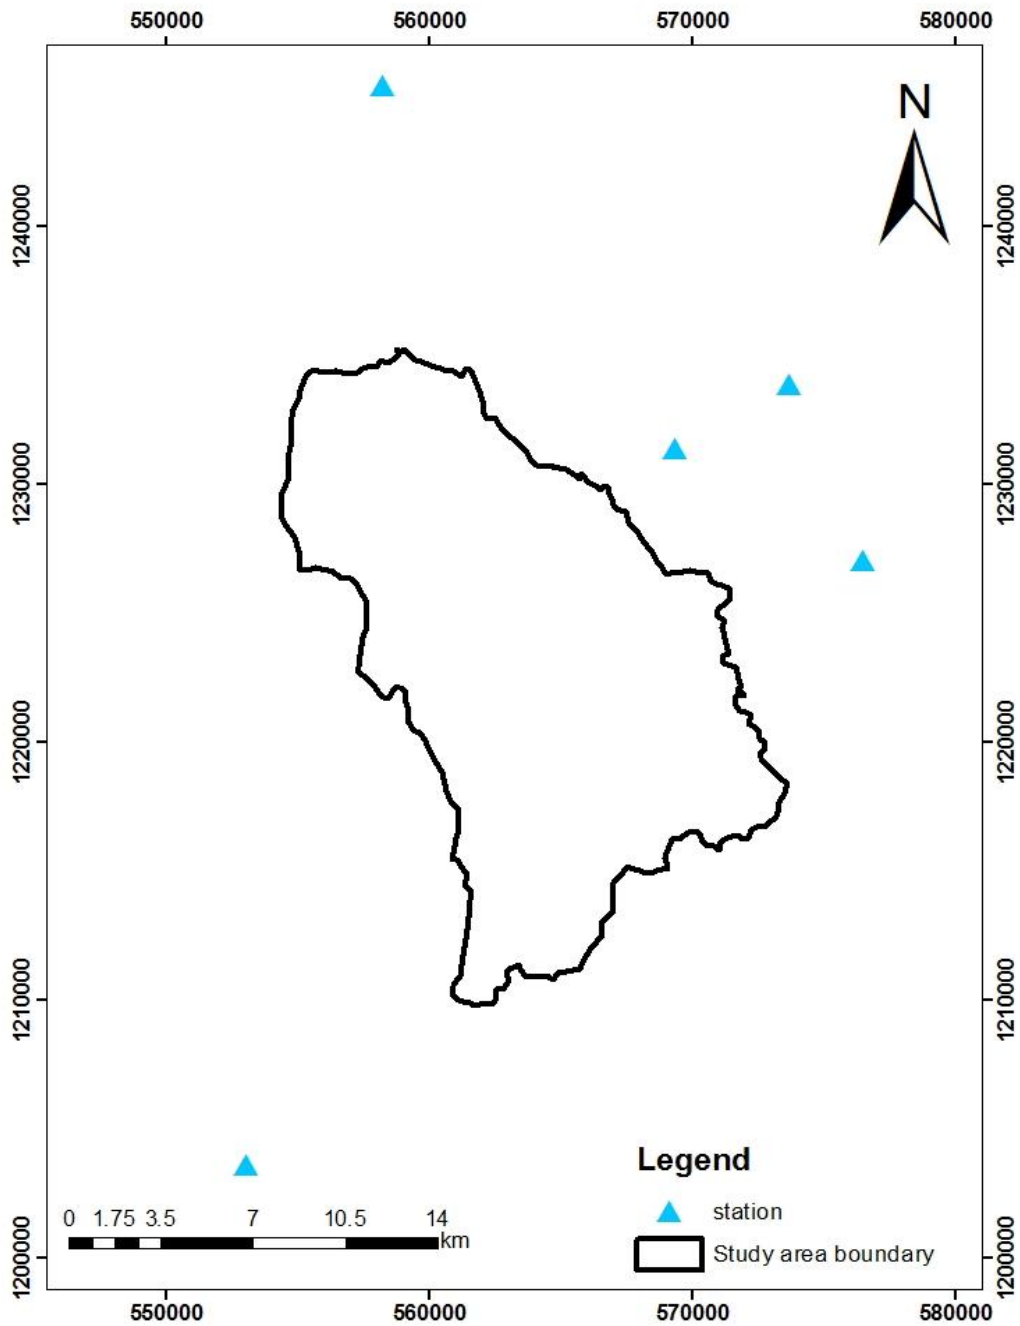 550000 560000 570000 580000
N
1240000 1240000
1230000 1230000
1220000 1220000
1210000 1210000
1200000 1200000
0 1.75 3.5 7 10.5 14
km
Legend
station
Study area boundary
550000 560000 570000 580000